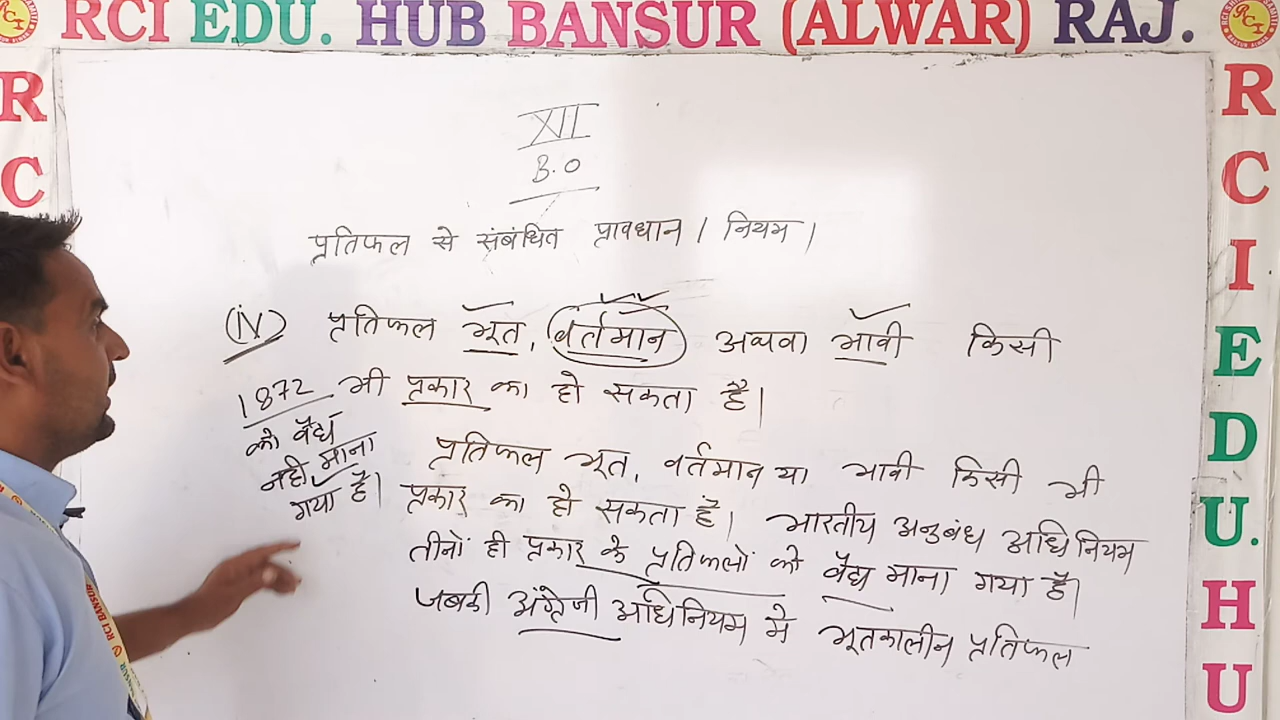 RCI EDU. HUB BANSUR (ALWAR) RAJ.
XII
B.O
प्रतिफल से संबंधित प्रावधान / नियम।
(iv) प्रतिफल भूत, वर्तमान अथवा भावी किसी
भी प्रकार का हो सकता है।
प्रतिफल भूत, वर्तमान या भावी किसी भी
प्रकार का हो सकता है। भारतीय अनुबंध अधिनियम
तीनों ही प्रकार के प्रतिफलों को वैद्य माना गया है।
जबकी अंग्रेजी अधिनियम मे भूतकालीन प्रतिफल
1872
को वैद्य
नही माना
गया है।
R
C
R
C
I
E
D
U.
H
U
RCI BANSUR